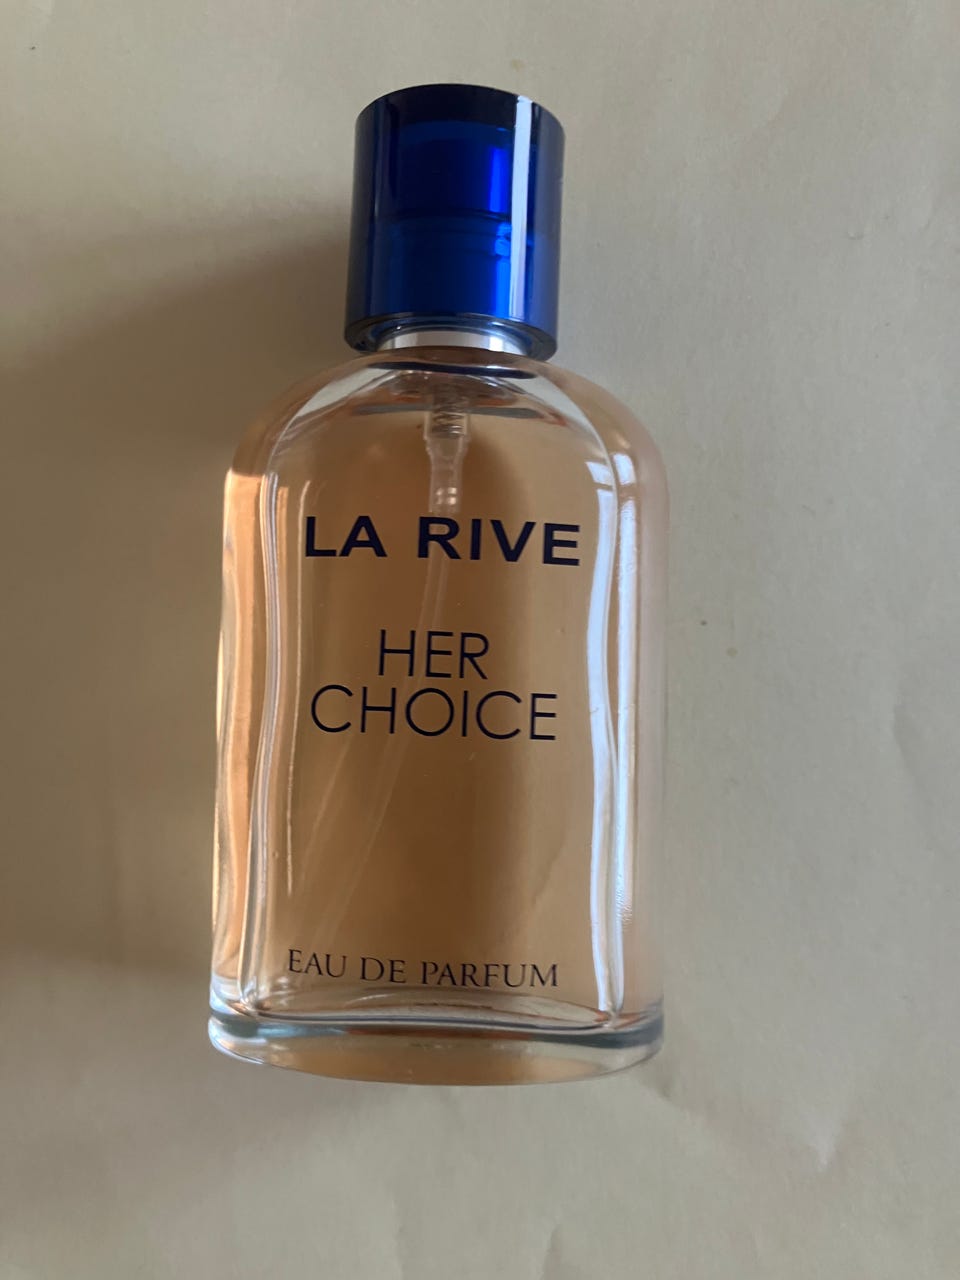 LA RIVE
HER
CHOICE
EAU DE PARFUM